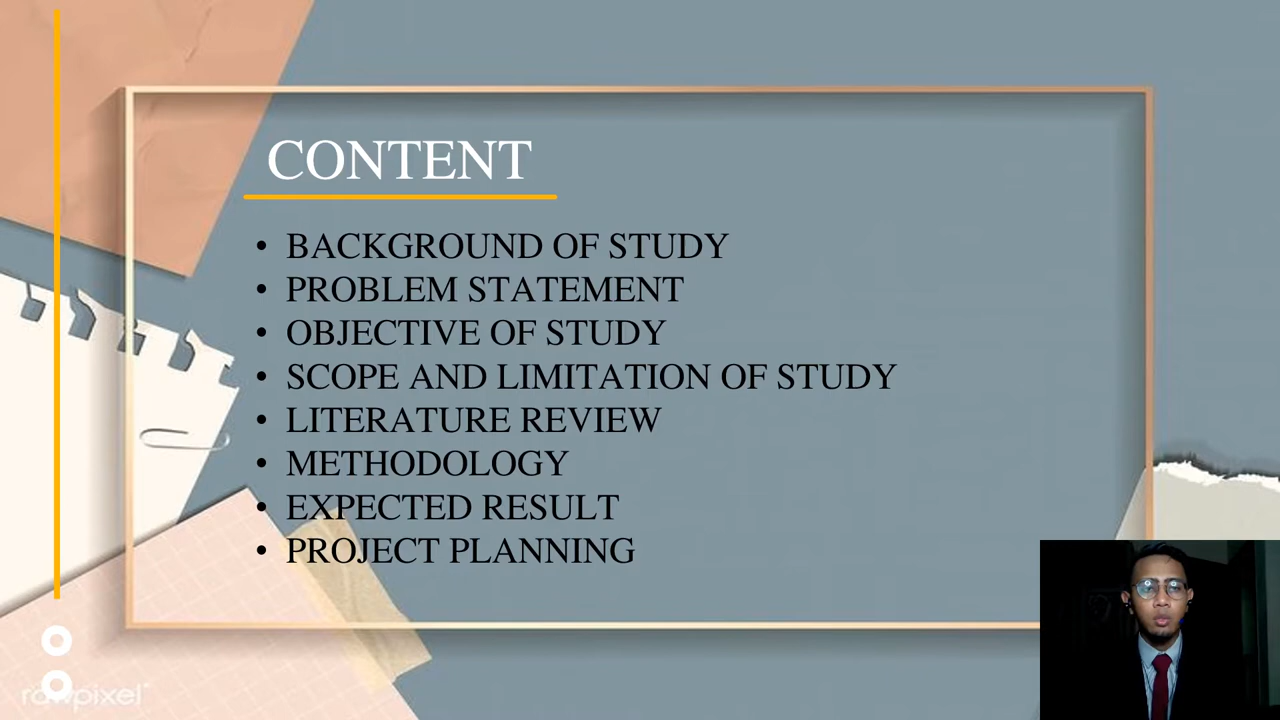 CONTENT
• BACKGROUND OF STUDY
• PROBLEM STATEMENT
• OBJECTIVE OF STUDY
• SCOPE AND LIMITATION OF STUDY
• LITERATURE REVIEW
• METHODOLOGY
• EXPECTED RESULT
• PROJECT PLANNING
rawpixel